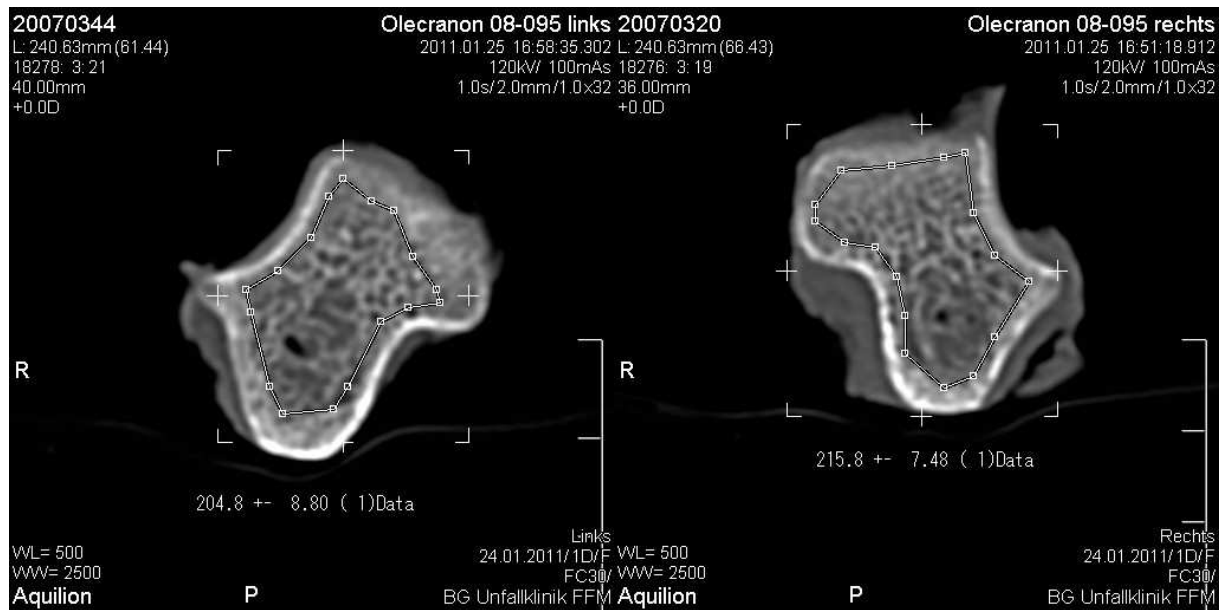 20070344
Olecranon 08-095 links
L: 240.63mm(61.44)
2011.01.25 16:58:35.302
18278: 3:21
120kV/ 100mAs
40.00mm
1.0s/2.0mm/1.0x32
+0.0D
R
204.8 +- 8.80 ( 1)Data
Links
WL= 500
24.01.2011/1D/F
WW= 2500
FC30/
Aquilion
P
BG Unfallklinik FFM
20070320
Olecranon 08-095 rechts
L: 240.63mm(66.43)
2011.01.25 16:51:18.912
18276: 3:19
120kV/ 100mAs
36.00mm
1.0s/2.0mm/1.0x32
+0.0D
R
215.8 +- 7.48 ( 1)Data
Rechts
WL= 500
24.01.2011/1D/F
WW= 2500
FC30/
Aquilion
P
BG Unfallklinik FFM